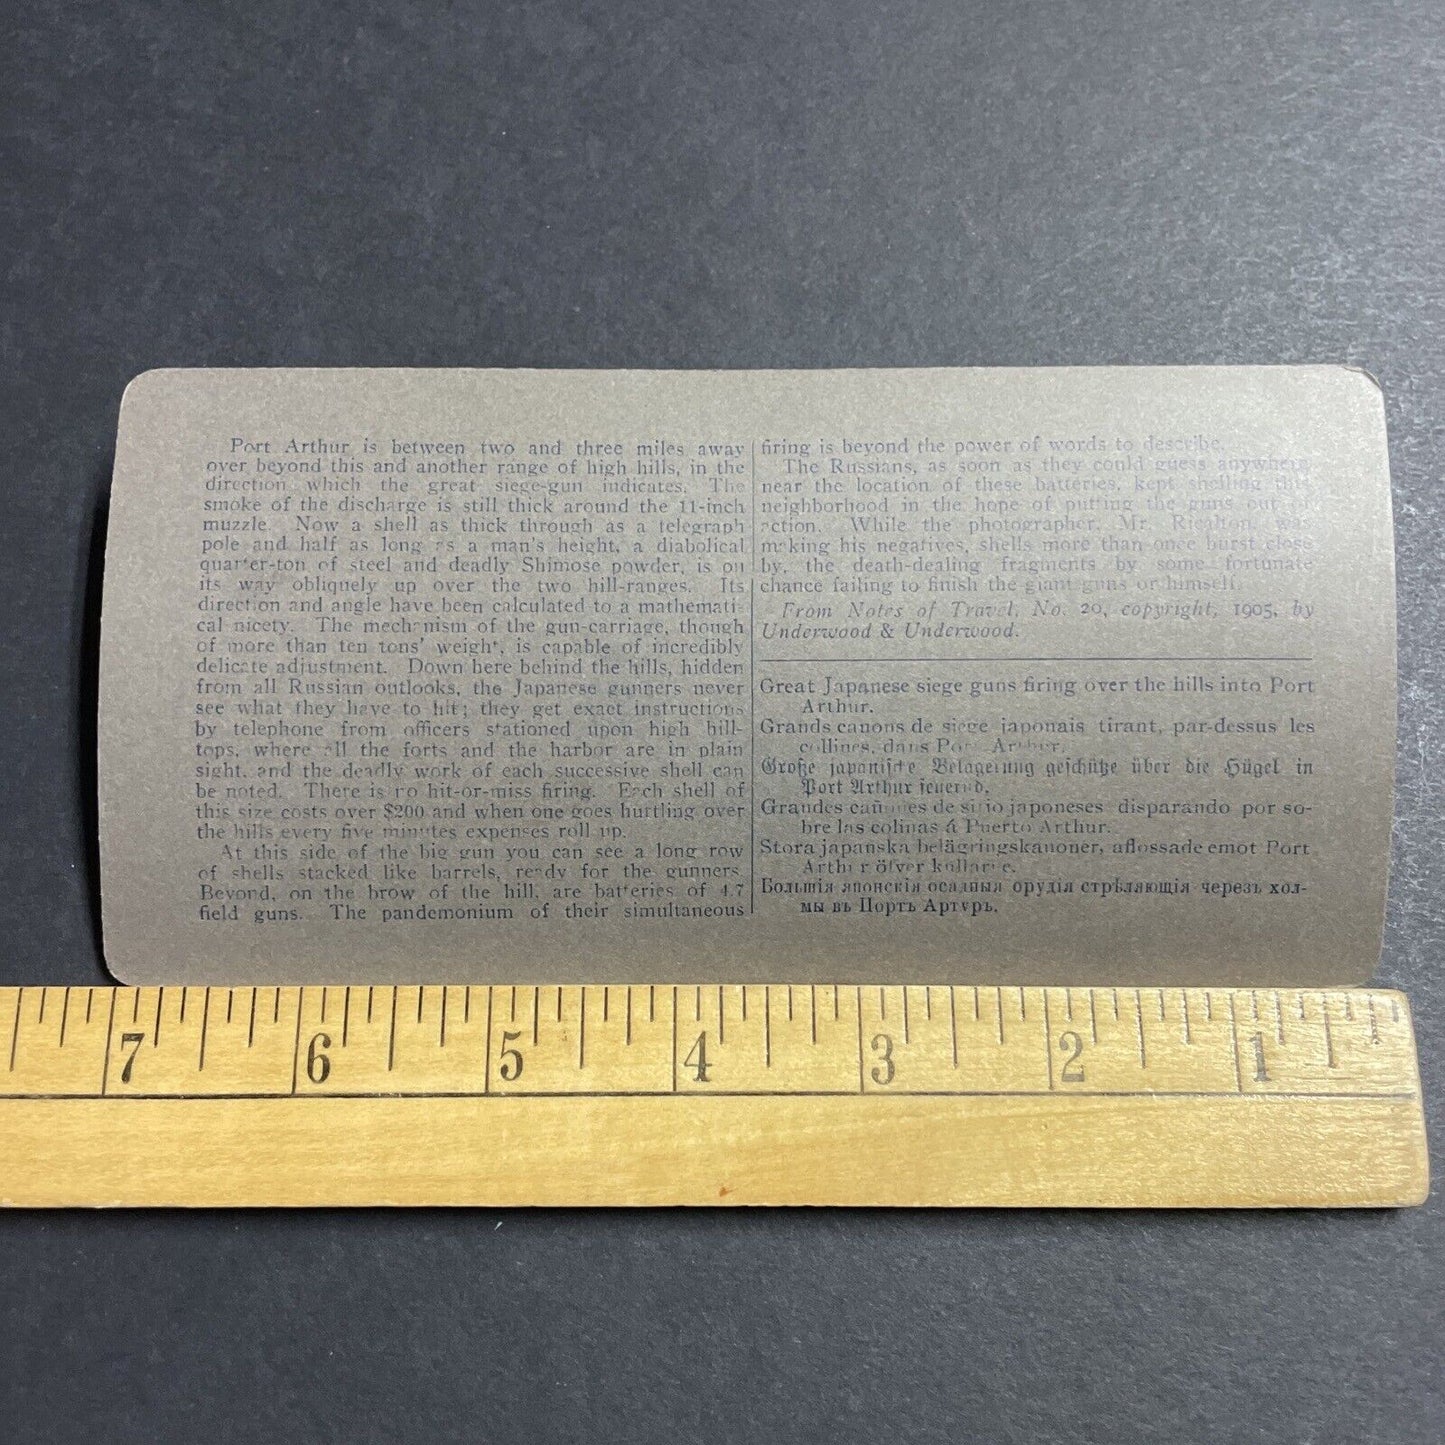 Port Arthur is between two and three miles away
over beyond this and another range of high hills, in the
direction which the great siege-gun indicates. The
smoke of the discharge is still thick around the 11-inch
muzzle. Now a shell as thick through as a telegraph
pole and half as long as a man's height, a diabolical
quarter-ton of steel and deadly Shimose powder, is on
its way obliquely up over the two hill-ranges. Its
direction and angle have been calculated to a mathemati-
cal nicety. The mechanism of the gun-carriage, though
of more than ten tons' weight, is capable of incredibly
delicate adjustment. Down here behind the hills, hidden
from all Russian outlooks, the Japanese gunners never
see what they have to hit; they get exact instructions
by telephone from officers stationed upon high hill-
tops, where all the forts and the harbor are in plain
sight, and the deadly work of each successive shell can
be noted. There is no hit-or-miss firing. Each shell of
this size costs over $200 and when one goes hurtling over
the hills every five minutes expenses roll up.
At this side of the big gun you can see a long row
of shells stacked like barrels, ready for the gunners.
Beyond, on the brow of the hill, are batteries of 4.7
field guns. The pandemonium of their simultaneous
firing is beyond the power of words to describe.
The Russians, as soon as they could guess anywhere
near the location of these batteries, kept shelling this
neighborhood in the hope of putting the guns out of
action. While the photographer, Mr. Ricalton, was
making his negatives, shells more than once burst close
by, the death-dealing fragments by some fortunate
chance failing to finish the giant guns or himself.
From Notes of Travel, No. 20, copyright, 1905, by
Underwood & Underwood.
Great Japanese siege guns firing over the hills into Port
Arthur.
Grands canons de siège japonais tirant, par-dessus les
collines, dans Port Arthur.
Große japanische Belagerung geschütze über die Hügel in
Port Arthur feuernd.
Grandes cañones de sitio japoneses disparando por so-
bre las colinas á Puerto Arthur.
Stora japanska belägringskanoner, aflossade emot Port
Arthur öfver kullarne.
Большія японскія осадныя орудія стрѣляющія черезъ хол-
мы въ Портъ Артуръ.
7 6 5 4 3 2 1